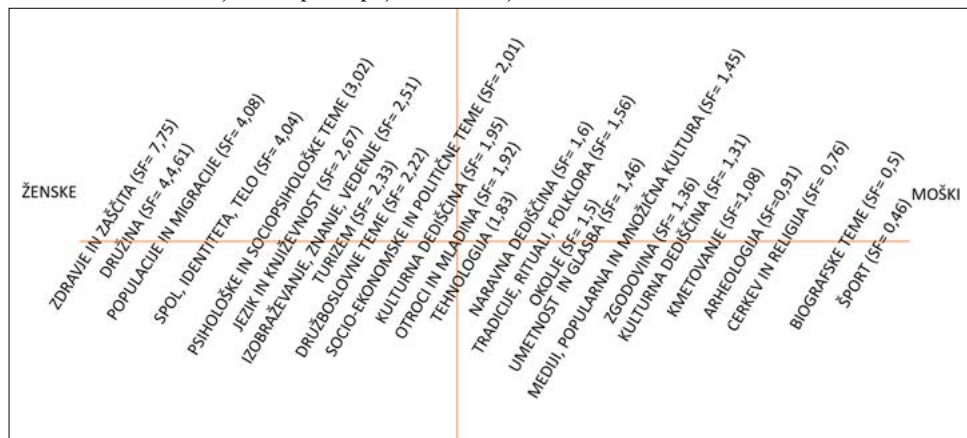 ŽENSKE
ZDRAVJE IN ZAŠČITA (SF= 7,75)
DRUŽINA (SF= 4,4,61)
POPULACIJE IN MIGRACIJE (SF= 4,08)
SPOL, IDENTITETA, TELO (SF= 4,04)
PSIHOLOŠKE IN SOCIOPSIHOLOŠKE TEME (3,02)
JEZIK IN KNJIŽEVNOST (SF= 2,67)
IZOBRAŽEVANJE, ZNANJE, VEDENJE (SF= 2,51)
TURIZEM (SF= 2,33)
DRUŽBOSLOVNE TEME (SF= 2,22)
SOCIO-EKONOMSKE IN POLITIČNE TEME (SF= 2,01)
KULTURNA DEDIŠČINA (SF= 1,95)
OTROCI IN MLADINA (SF= 1,92)
TEHNOLOGIJA (1,83)
NARAVNA DEDIŠČINA (SF= 1,6)
TRADICIJE, RITUALI, FOLKLORA (SF= 1,56)
OKOLJE (SF= 1,5)
UMETNOST IN GLASBA (SF= 1,46)
MEDIJI, POPULARNA IN MNOŽIČNA KULTURA (SF= 1,45)
ZGODOVINA (SF= 1,36)
KULTURNA DEDIŠČINA (SF= 1,31)
KMETOVANJE (SF=1,08)
ARHEOLOGIJA (SF=0,91)
CERKEV IN RELIGIJA (SF= 0,76)
BIOGRAFSKE TEME (SF= 0,5)
ŠPORT (SF= 0,46)
MOŠKI